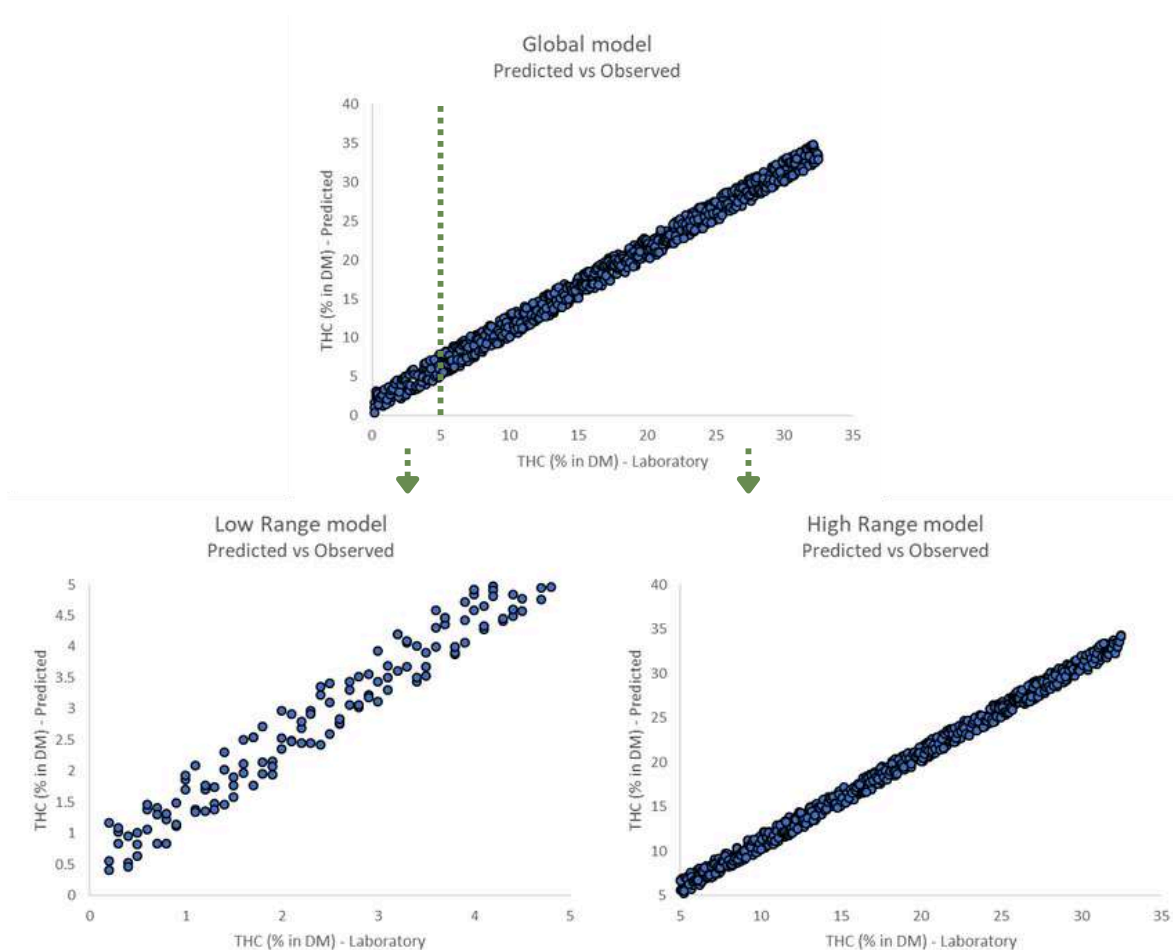 Global model
Predicted vs Observed
THC (% in DM) - Predicted
40
35
30
25
20
15
10
5
0
0 5 10 15 20 25 30 35
THC (% in DM) - Laboratory
Low Range model
Predicted vs Observed
THC (% in DM) - Predicted
5
4.5
4
3.5
3
2.5
2
1.5
1
0.5
0
0 1 2 3 4 5
THC (% in DM) - Laboratory
High Range model
Predicted vs Observed
THC (% in DM) - Predicted
40
35
30
25
20
15
10
5
5 10 15 20 25 30 35
THC (% in DM) - Laboratory